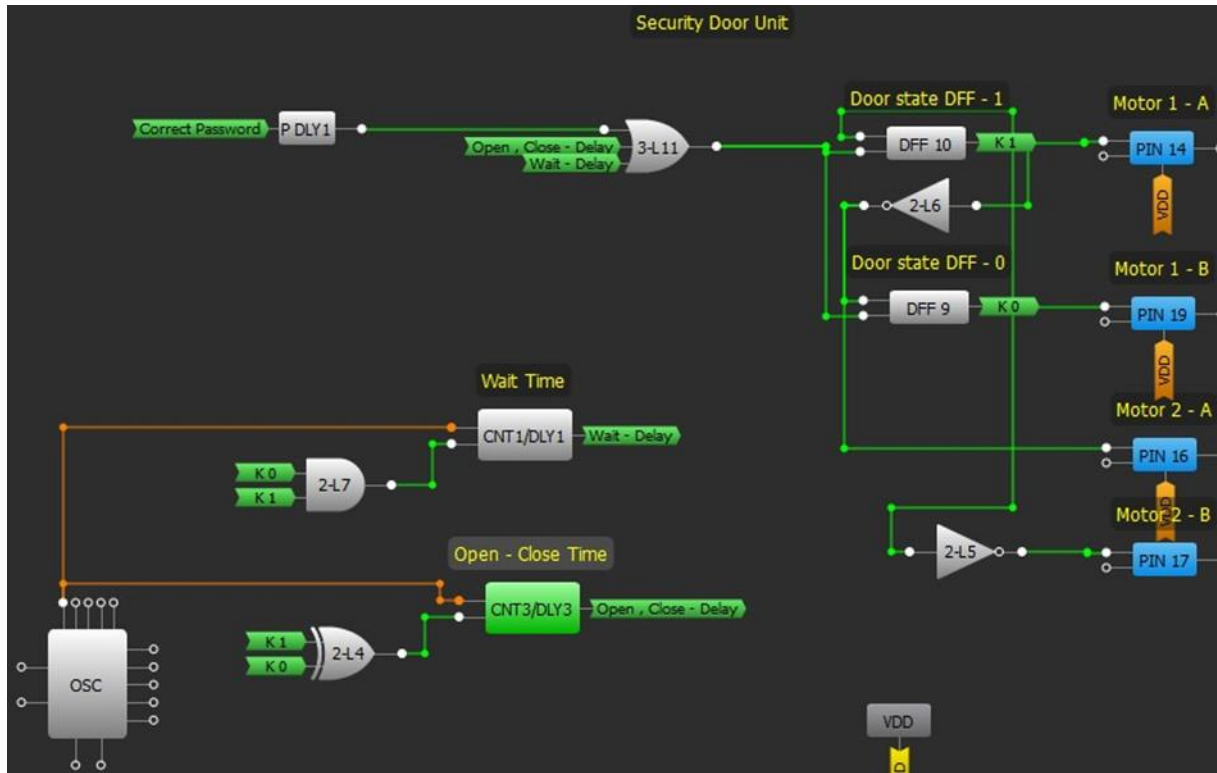 Security Door Unit
Door state DFF - 1
Motor 1 - A
Correct Password
P DLY1
Open , Close - Delay
Wait - Delay
3-L11
DFF 10
K 1
PIN 14
VDD
2-L6
Door state DFF - 0
Motor 1 - B
DFF 9
K 0
PIN 19
VDD
Wait Time
CNT1/DLY1
Wait - Delay
K 0
K 1
2-L7
Motor 2 - A
PIN 16
VDD
Motor 2 - B
2-L5
PIN 17
Open - Close Time
CNT3/DLY3
Open , Close - Delay
K 1
K 0
2-L4
OSC
VDD
D